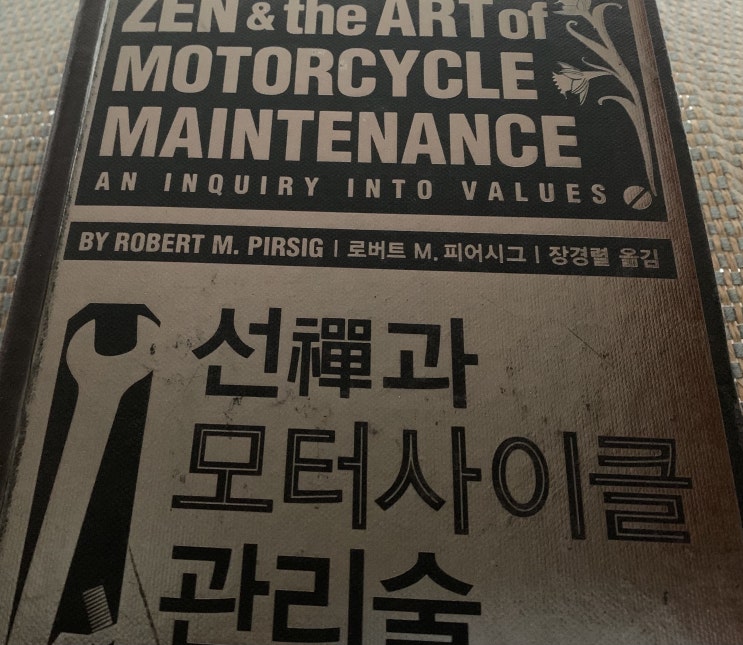 ZEN & the ART of
MOTORCYCLE
MAINTENANCE
AN INQUIRY INTO VALUES
BY ROBERT M. PIRSIG | 로버트 M. 피어시그 | 장경렬 옮김
선禪과
모터사이클
관리술